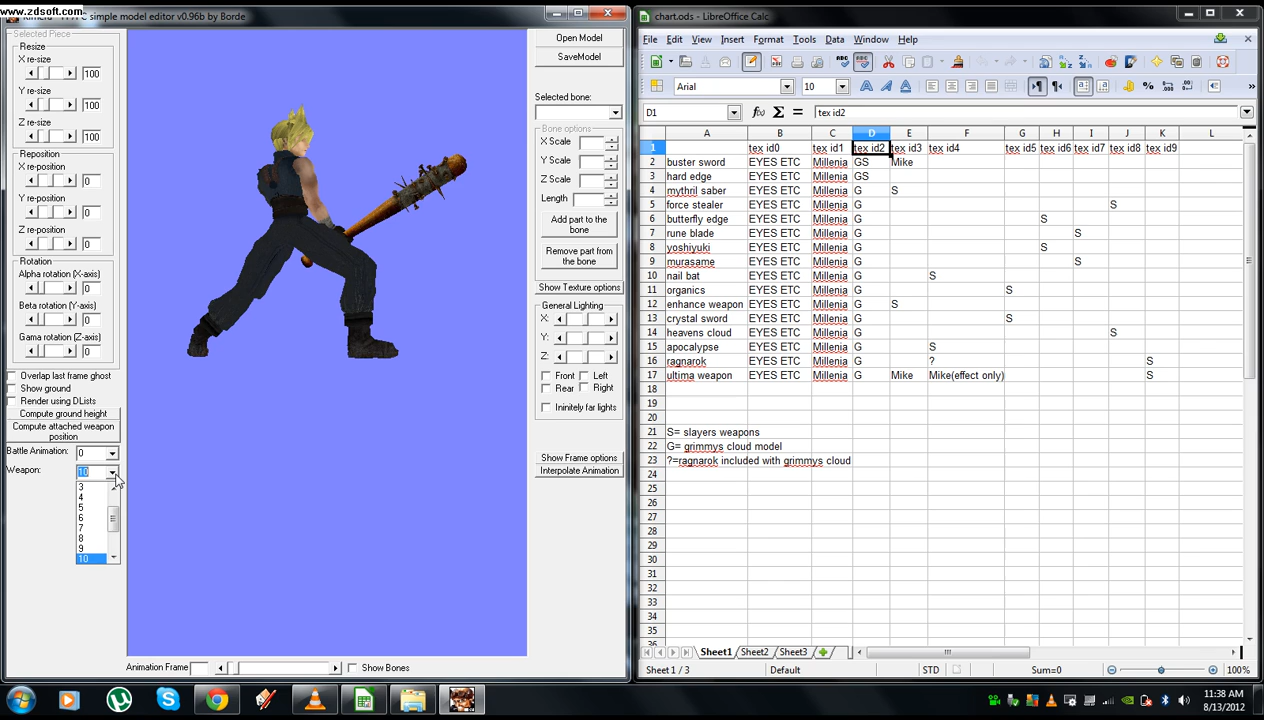 www.zdsoft.com
simple model editor v0.96b by Borde
chart.ods - LibreOffice Calc
Selected Piece
Resize
X re-size
100
Y re-size
100
Z re-size
100
Reposition
X re-position
0
Y re-position
0
Z re-position
0
Rotation
Alpha rotation (X-axis)
0
Beta rotation (Y-axis)
0
Gama rotation (Z-axis)
0
Overlap last frame ghost
Show ground
Render using DLists
Compute ground height
Compute attached weapon
position
Battle Animation: 0
Weapon: 10
3
4
5
6
7
8
9
10
Animation Frame
Show Bones
Open Model
SaveModel
Selected bone:
Bone options
X Scale
Y Scale
Z Scale
Length
Add part to the
bone
Remove part from
the bone
Show Texture options
General Lighting
X:
Y:
Z:
Front Left
Rear Right
Ininitely far lights
Show Frame options
Interpolate Animation
File Edit View Insert Format Tools Data Window Help
Arial 10
D1 tex id2
A B C D E F G H I J K L
1 tex id0 tex id1 tex id2 tex id3 tex id4 tex id5 tex id6 tex id7 tex id8 tex id9
2 buster sword EYES ETC Millenia GS Mike
3 hard edge EYES ETC Millenia GS
4 mythril saber EYES ETC Millenia G S
5 force stealer EYES ETC Millenia G S
6 butterfly edge EYES ETC Millenia G S
7 rune blade EYES ETC Millenia G S
8 yoshiyuki EYES ETC Millenia G S
9 murasame EYES ETC Millenia G S
10 nail bat EYES ETC Millenia G S
11 organics EYES ETC Millenia G S
12 enhance weapon EYES ETC Millenia G S
13 crystal sword EYES ETC Millenia G S
14 heavens cloud EYES ETC Millenia G S
15 apocalypse EYES ETC Millenia G S
16 ragnarok EYES ETC Millenia G ? S
17 ultima weapon EYES ETC Millenia G Mike Mike(effect only) S
18
19
20
21 S= slayers weapons
22 G= grimmys cloud model
23 ?=ragnarok included with grimmys cloud
24
25
26
27
28
29
30
31
32
33
34
35
Sheet1 Sheet2 Sheet3
Sheet 1 / 3 Default STD Sum=0 100%
11:38 AM
8/13/2012